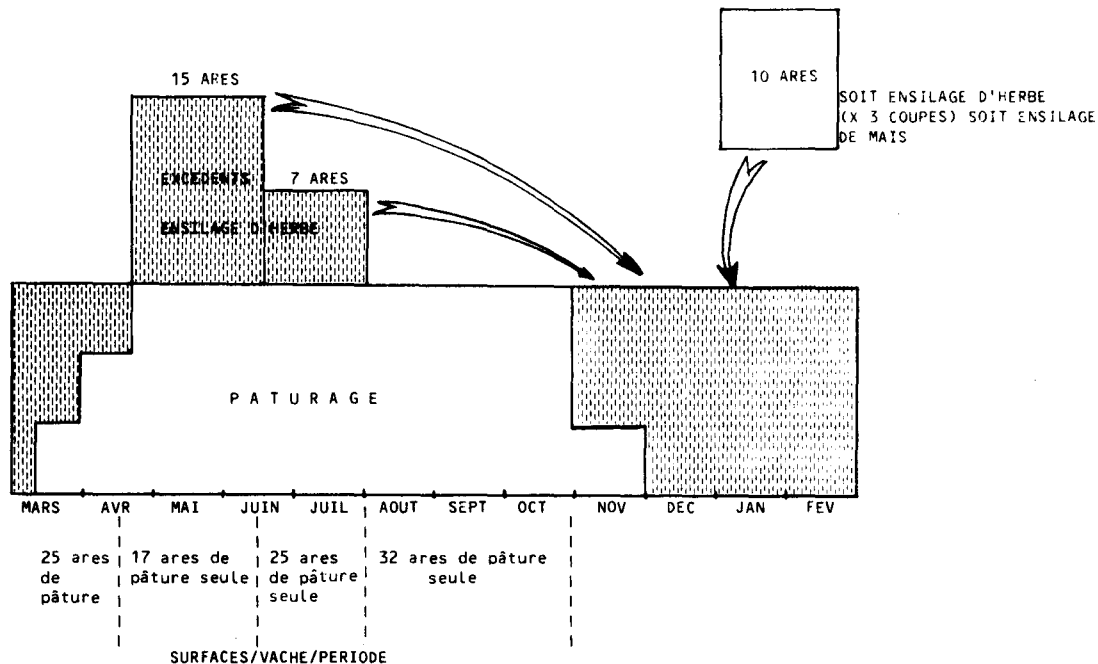 15 ARES
10 ARES
SOIT ENSILAGE D'HERBE
(X 3 COUPES) SOIT ENSILAGE
DE MAIS
EXCEDENTS
7 ARES
ENSILAGE D'HERBE
PATURAGE
MARS AVR MAI JUIN JUIL AOUT SEPT OCT NOV DEC JAN FEV
25 ares de pâture
17 ares de pâture seule
25 ares de pâture seule
32 ares de pâture seule
SURFACES/VACHE/PERIODE